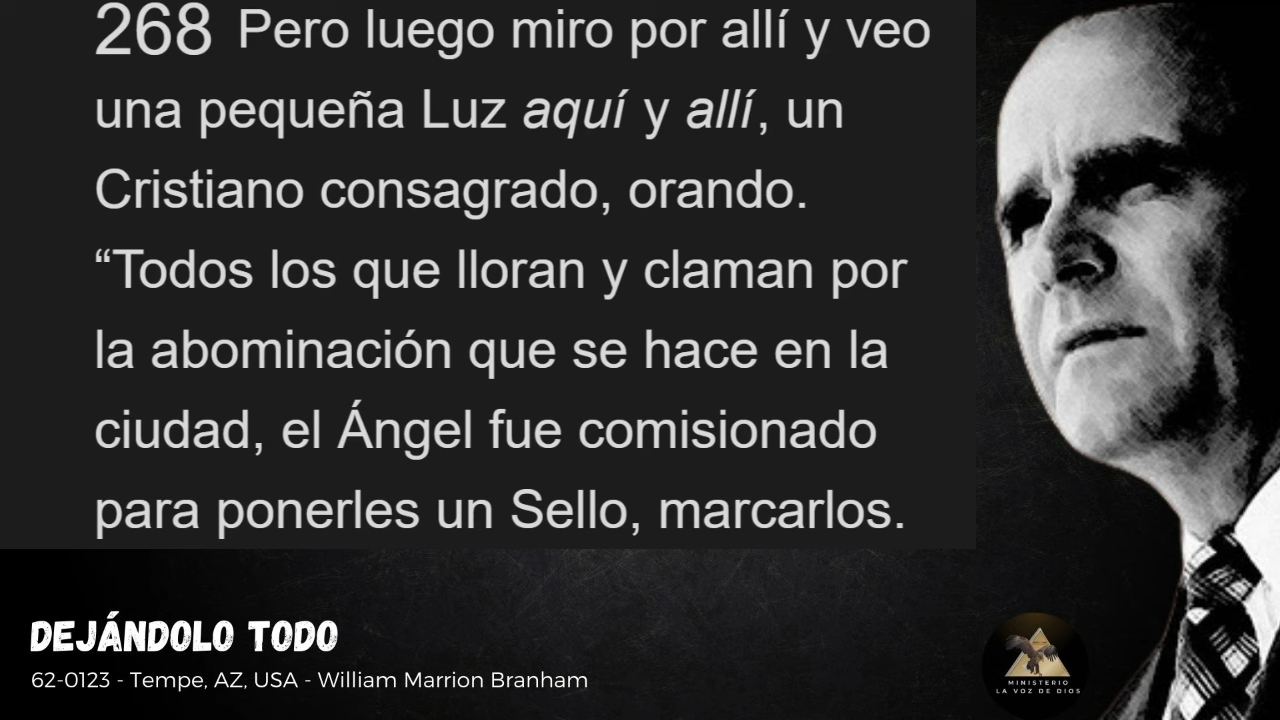 268 Pero luego miro por allí y veo
una pequeña Luz aquí y allí, un
Cristiano consagrado, orando.
“Todos los que lloran y claman por
la abominación que se hace en la
ciudad, el Ángel fue comisionado
para ponerles un Sello, marcarlos.
DEJÁNDOLO TODO
62-0123 - Tempe, AZ, USA - William Marrion Branham
MINISTERIO
LA VOZ DE DIOS